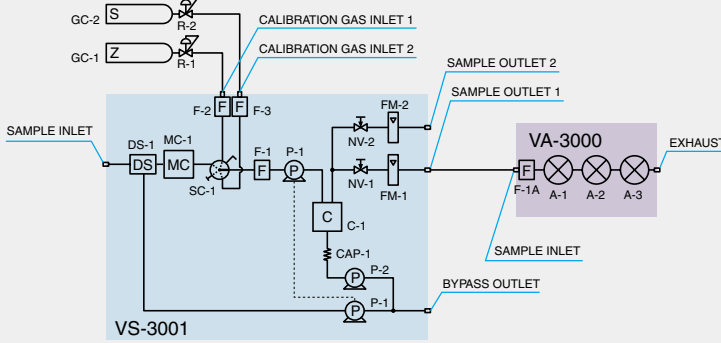 GC-2
S
R-2
CALIBRATION GAS INLET 1
GC-1
Z
R-1
CALIBRATION GAS INLET 2
SAMPLE OUTLET 2
SAMPLE OUTLET 1
F-2
F
F
F-3
FM-2
NV-2
SAMPLE INLET
DS-1
MC-1
DS
MC
SC-1
F-1
F
P-1
P
NV-1
FM-1
VA-3000
EXHAUST
F
F-1A
A-1
A-2
A-3
C
C-1
CAP-1
SAMPLE INLET
P
P-2
BYPASS OUTLET
P-1
P
VS-3001